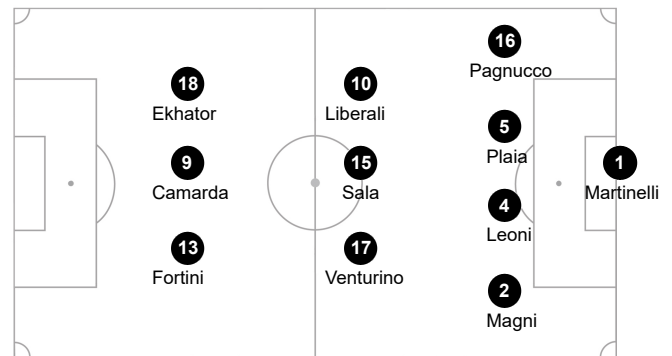 16
Pagnucco
18
Ekhator
10
Liberali
5
Plaia
9
Camarda
15
Sala
1
Martinelli
4
Leoni
13
Fortini
17
Venturino
2
Magni